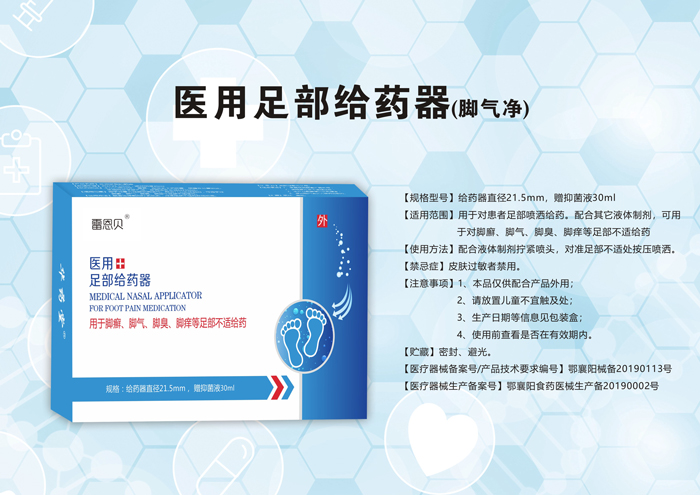 医用足部给药器(脚气净)
【规格型号】给药器直径21.5mm，赠抑菌液30ml
【适用范围】用于对患者足部喷洒给药。配合其它液体制剂，可用
于对脚癣、脚气、脚臭、脚痒等足部不适给药
【使用方法】配合液体制剂拧紧喷头，对准足部不适处按压喷洒。
【禁忌症】皮肤过敏者禁用。
【注意事项】1、本品仅供配合产品外用；
2、请放置儿童不宜触及处；
3、生产日期等信息见包装盒；
4、使用前查看是否在有效期内。
【贮藏】密封、避光。
【医疗器械备案号/产品技术要求编号】鄂襄阳械备20190113号
【医疗器械生产备案号】鄂襄阳食药医械生产备20190002号
雷恩贝®
外
医用
足部给药器
MEDICAL NASAL APPLICATOR
FOR FOOT PAIN MEDICATION
用于脚癣、脚气、脚臭、脚痒等足部不适给药
规格：给药器直径21.5mm，赠抑菌液30ml